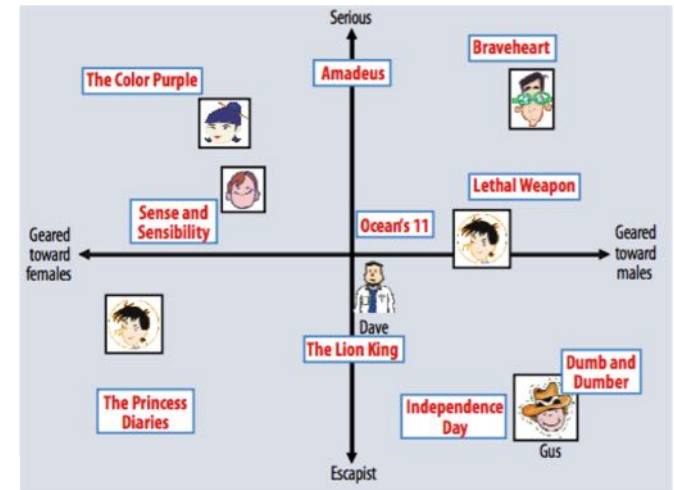 Serious
Braveheart
Amadeus
The Color Purple
Lethal Weapon
Sense and
Sensibility
Ocean's 11
Geared
toward
females
Geared
toward
males
Dave
The Lion King
Dumb and
Dumber
The Princess
Diaries
Independence
Day
Gus
Escapist